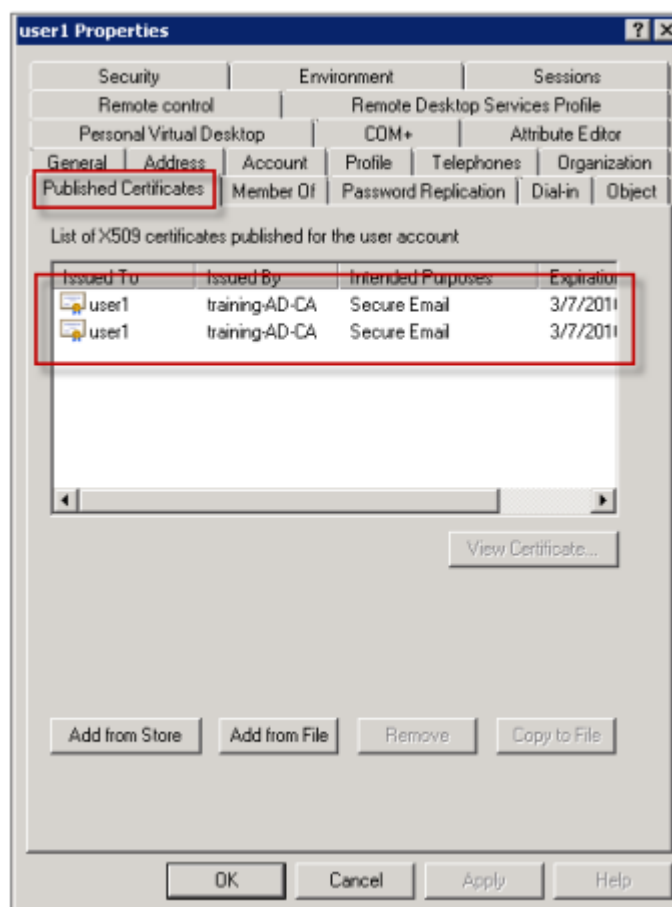 user1 Properties
Security Environment Sessions
Remote control Remote Desktop Services Profile
Personal Virtual Desktop COM+ Attribute Editor
General Address Account Profile Telephones Organization
Published Certificates Member Of Password Replication Dial-in Object
List of X509 certificates published for the user account
Issued To Issued By Intended Purposes Expiration
user1 training-AD-CA Secure Email
user1 training-AD-CA Secure Email
View Certificate...
Add from Store Add from File Remove Copy to File
OK Cancel Apply Help